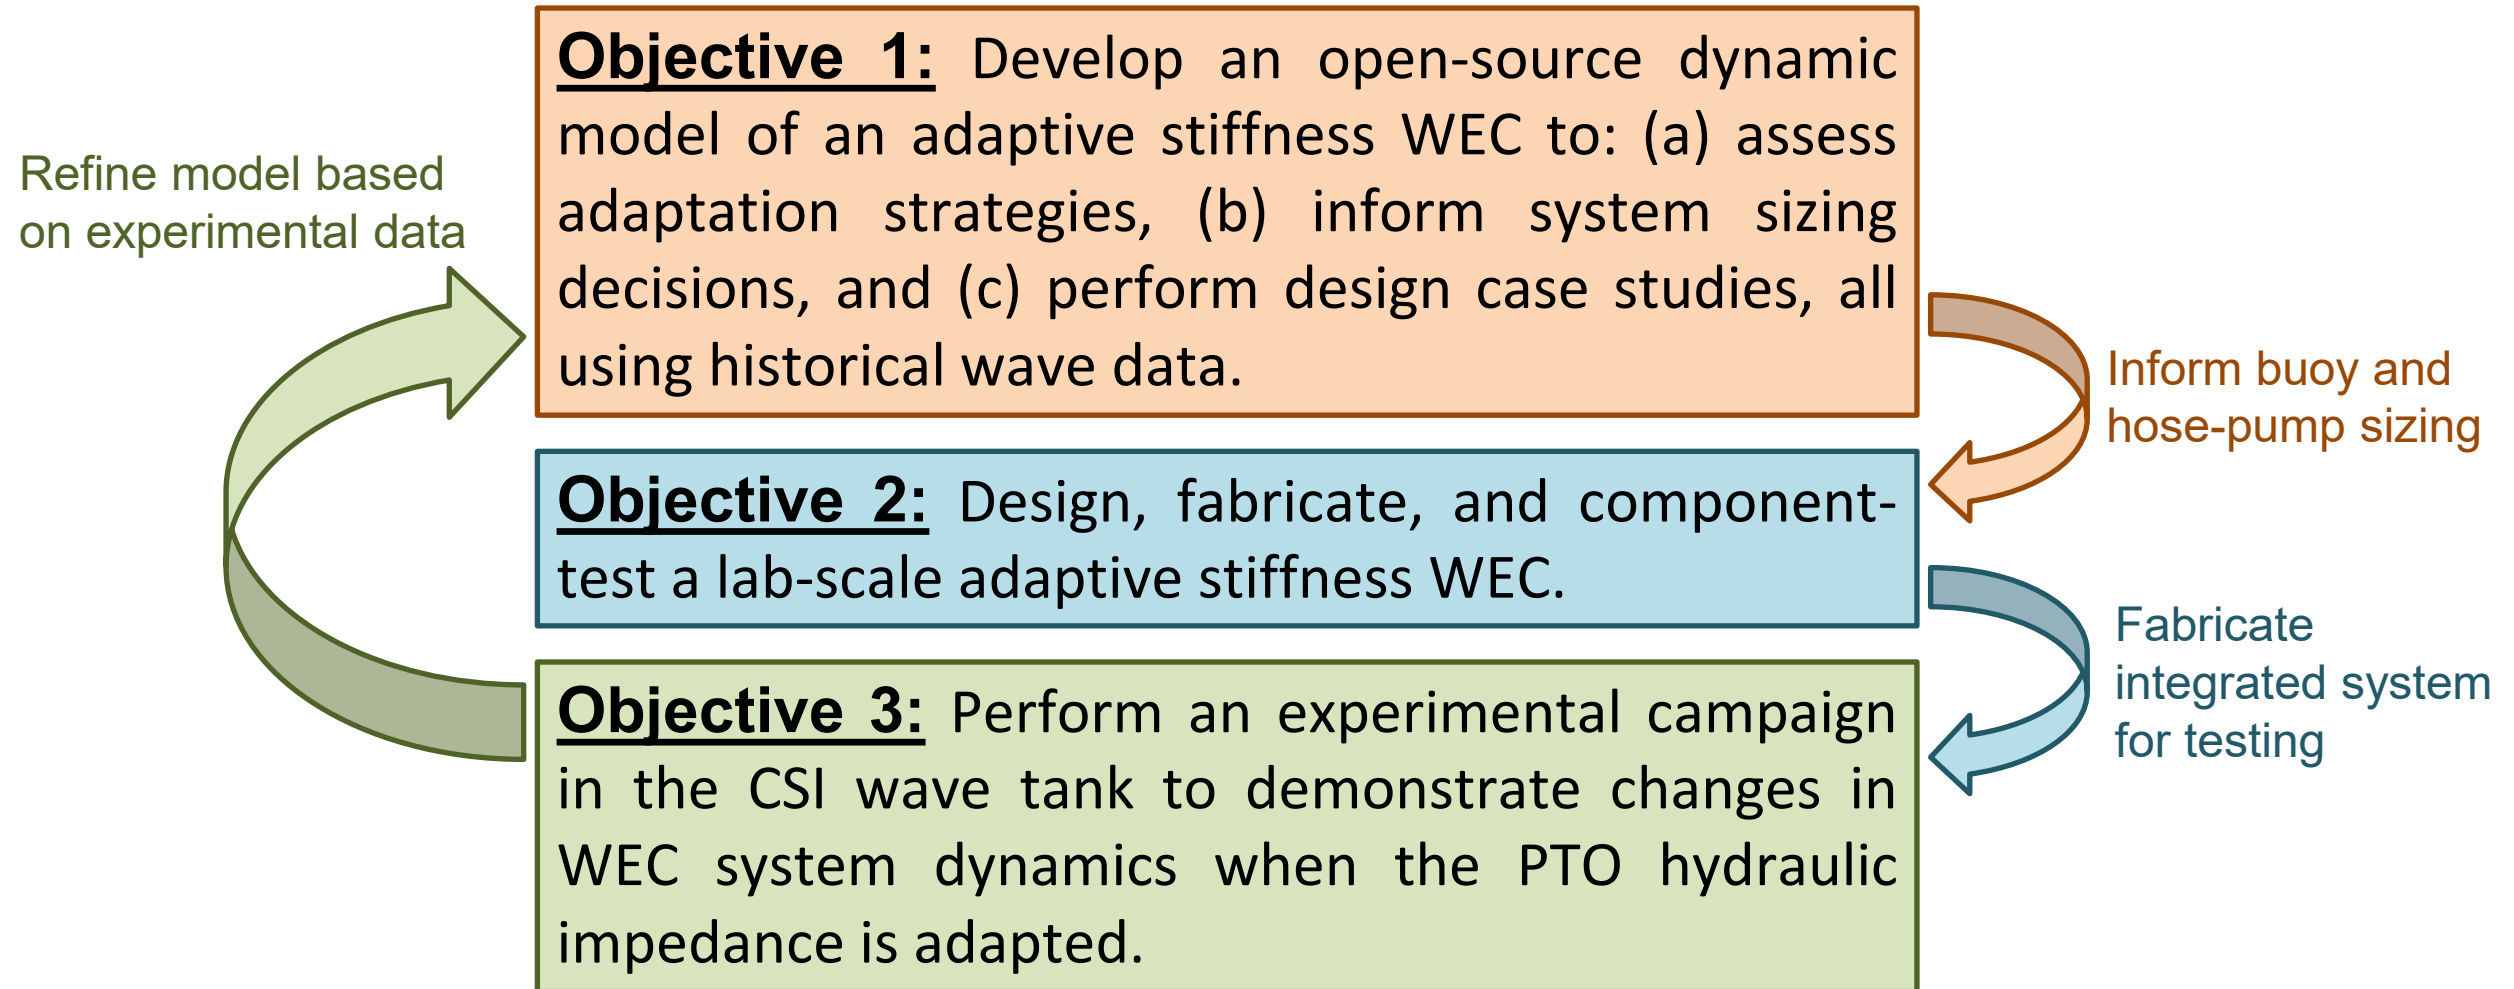 Refine model based
on experimental data
Objective 1: Develop an open-source dynamic
model of an adaptive stiffness WEC to: (a) assess
adaptation strategies, (b) inform system sizing
decisions, and (c) perform design case studies, all
using historical wave data.
Inform buoy and
hose-pump sizing
Objective 2: Design, fabricate, and component-
test a lab-scale adaptive stiffness WEC.
Fabricate
integrated system
for testing
Objective 3: Perform an experimental campaign
in the CSI wave tank to demonstrate changes in
WEC system dynamics when the PTO hydraulic
impedance is adapted.